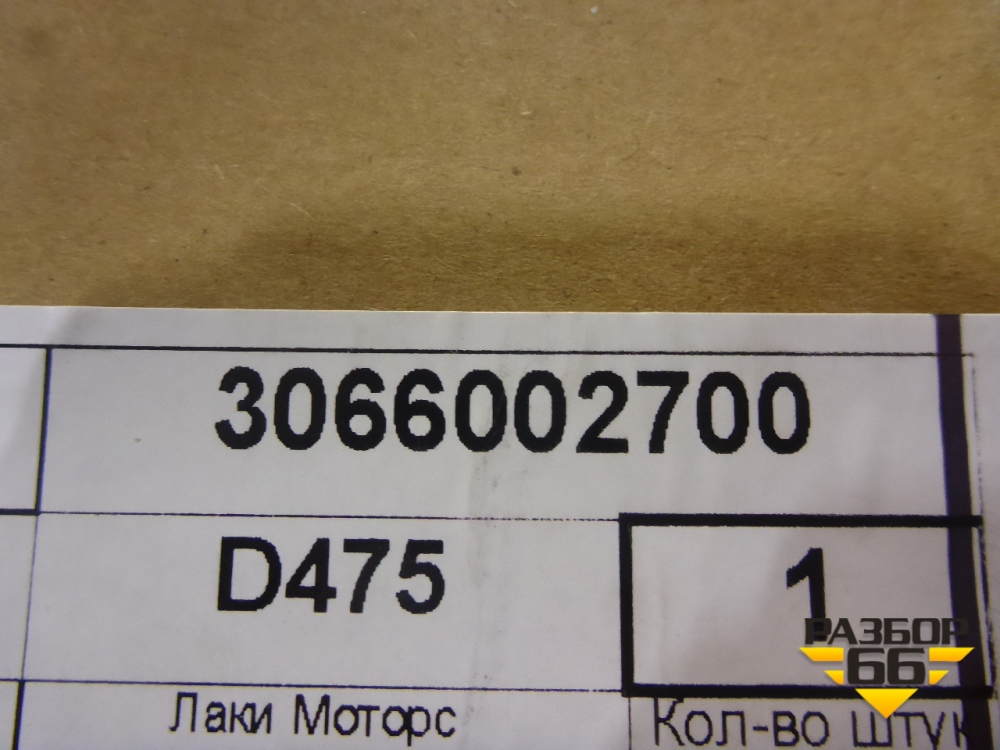 3066002700
D475
1
РАЗБОР
66
Лаки Моторс
Кол-во штук